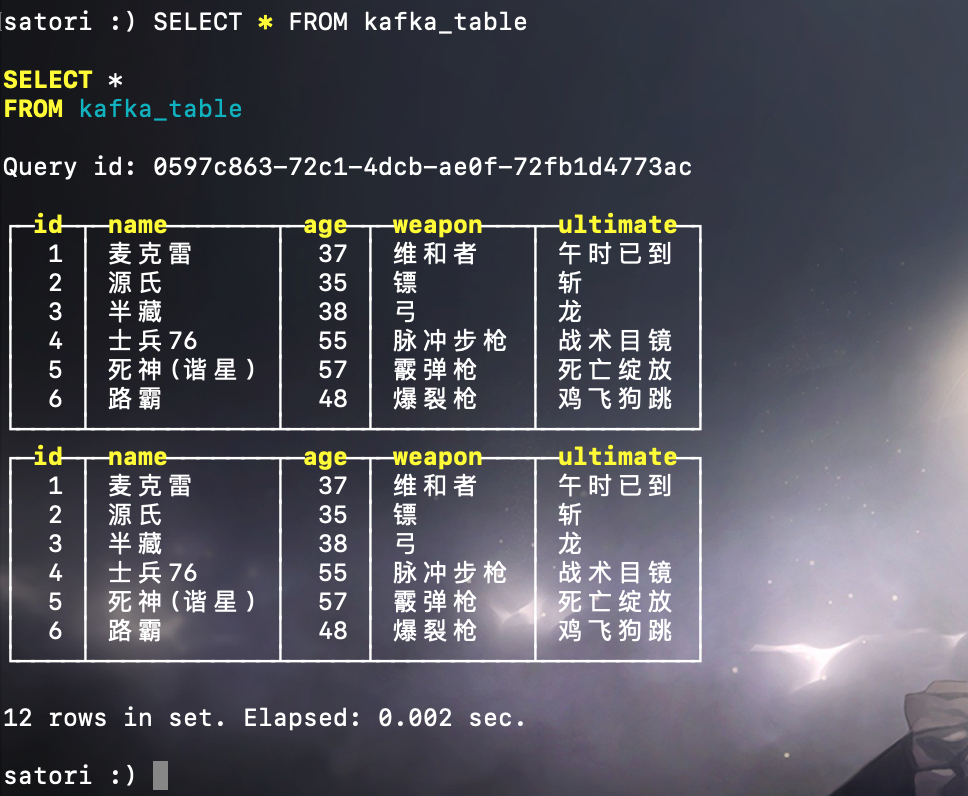 satori :) SELECT * FROM kafka_table
SELECT *
FROM kafka_table
Query id: 0597c863-72c1-4dcb-ae0f-72fb1d4773ac
id name age weapon ultimate
1 麦克雷 37 维和者 午时已到
2 源氏 35 镖 斩
3 半藏 38 弓 龙
4 士兵76 55 脉冲步枪 战术目镜
5 死神(谐星) 57 霰弹枪 死亡绽放
6 路霸 48 爆裂枪 鸡飞狗跳
id name age weapon ultimate
1 麦克雷 37 维和者 午时已到
2 源氏 35 镖 斩
3 半藏 38 弓 龙
4 士兵76 55 脉冲步枪 战术目镜
5 死神(谐星) 57 霰弹枪 死亡绽放
6 路霸 48 爆裂枪 鸡飞狗跳
12 rows in set. Elapsed: 0.002 sec.
satori :)